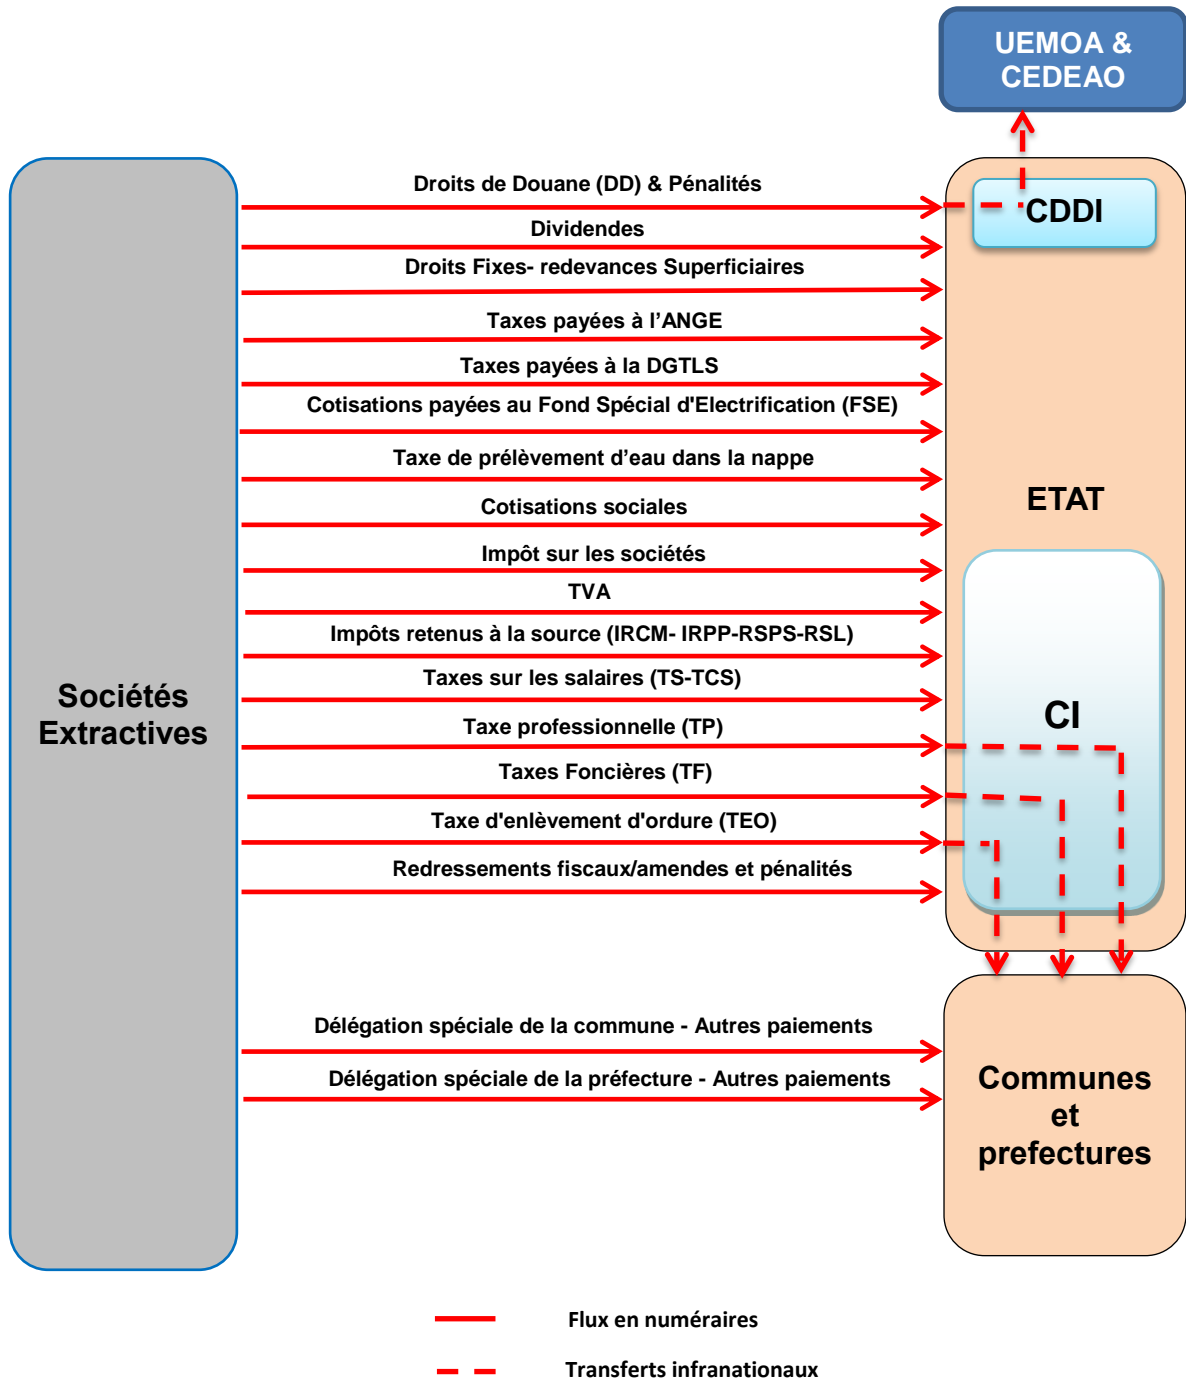 UEMOA &
CEDEAO
Droits de Douane (DD) & Pénalités
CDDI
Dividendes
Droits Fixes- redevances Superficiaires
Taxes payées à l'ANGE
Taxes payées à la DGTLS
Cotisations payées au Fond Spécial d'Electrification (FSE)
Taxe de prélèvement d'eau dans la nappe
ETAT
Cotisations sociales
Impôt sur les sociétés
TVA
Impôts retenus à la source (IRCM- IRPP-RSPS-RSL)
Taxes sur les salaires (TS-TCS)
Sociétés
Extractives
CI
Taxe professionnelle (TP)
Taxes Foncières (TF)
Taxe d'enlèvement d'ordure (TEO)
Redressements fiscaux/amendes et pénalités
Délégation spéciale de la commune - Autres paiements
Délégation spéciale de la préfecture - Autres paiements
Communes
et
prefectures
Flux en numéraires
Transferts infranationaux